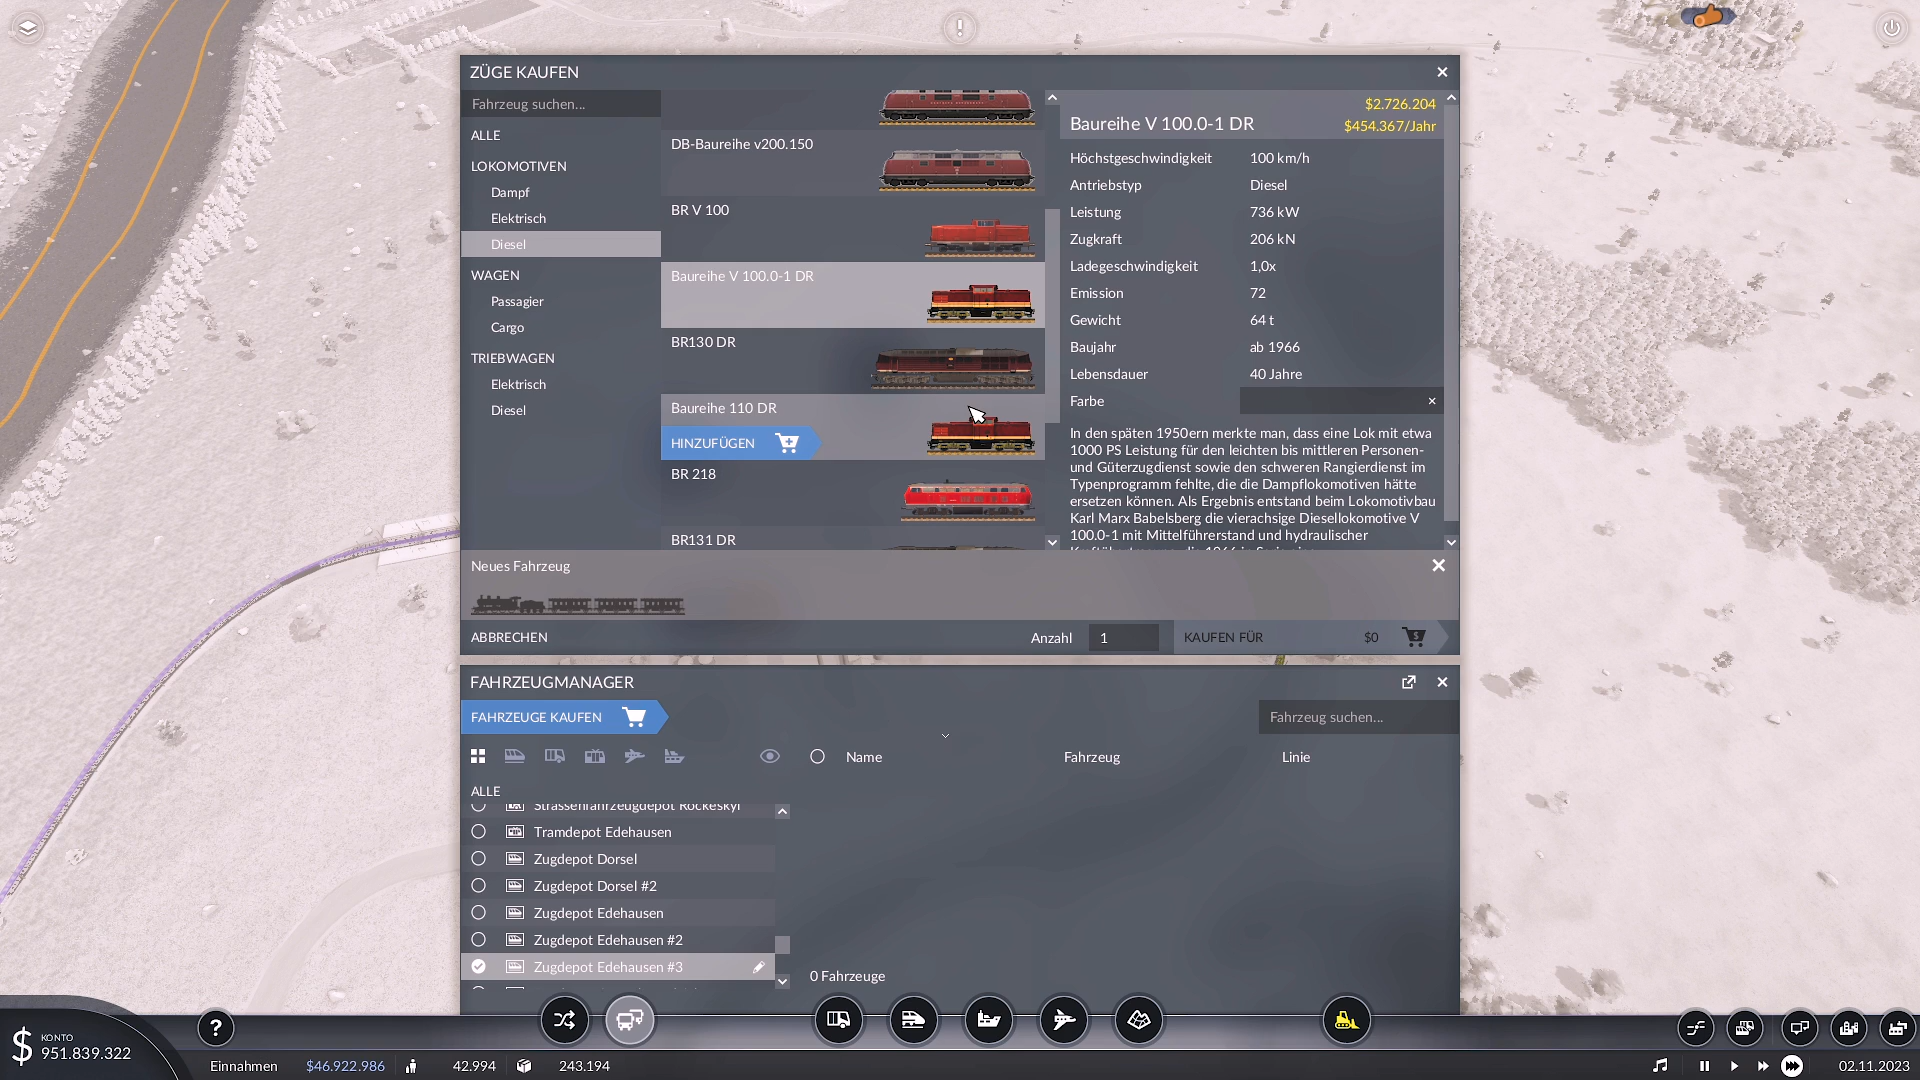 ZÜGE KAUFEN
Fahrzeug suchen...
ALLE
LOKOMOTIVEN
Dampf
Elektrisch
Diesel
WAGEN
Passagier
Cargo
TRIEBWAGEN
Elektrisch
Diesel
DB-Baureihe v200.150
BR V 100
Baureihe V 100.0-1 DR
BR130 DR
Baureihe 110 DR
HINZUFÜGEN
BR 218
BR131 DR
$2.726.204
Baureihe V 100.0-1 DR
$454.367/Jahr
Höchstgeschwindigkeit 100 km/h
Antriebstyp Diesel
Leistung 736 kW
Zugkraft 206 kN
Ladegeschwindigkeit 1,0x
Emission 72
Gewicht 64 t
Baujahr ab 1966
Lebensdauer 40 Jahre
Farbe
In den späten 1950ern merkte man, dass eine Lok mit etwa
1000 PS Leistung für den leichten bis mittleren Personen-
und Güterzugdienst sowie den schweren Rangierdienst im
Typenprogramm fehlte, die die Dampflokomotiven hätte
ersetzen können. Als Ergebnis entstand beim Lokomotivbau
Karl Marx Babelsberg die vierachsige Diesellokomotive V
100.0-1 mit Mittelführerstand und hydraulischer
Neues Fahrzeug
ABBRECHEN
Anzahl 1
KAUFEN FÜR $0
FAHRZEUGMANAGER
FAHRZEUGE KAUFEN
Fahrzeug suchen...
Name Fahrzeug Linie
ALLE
Strassenfahrzeugdepot Rockeskyl
Tramdepot Edehausen
Zugdepot Dorsel
Zugdepot Dorsel #2
Zugdepot Edehausen
Zugdepot Edehausen #2
Zugdepot Edehausen #3
0 Fahrzeuge
?
$ KONTO
951.839.322
Einnahmen $46.922.986 42.994 243.194
02.11.2023